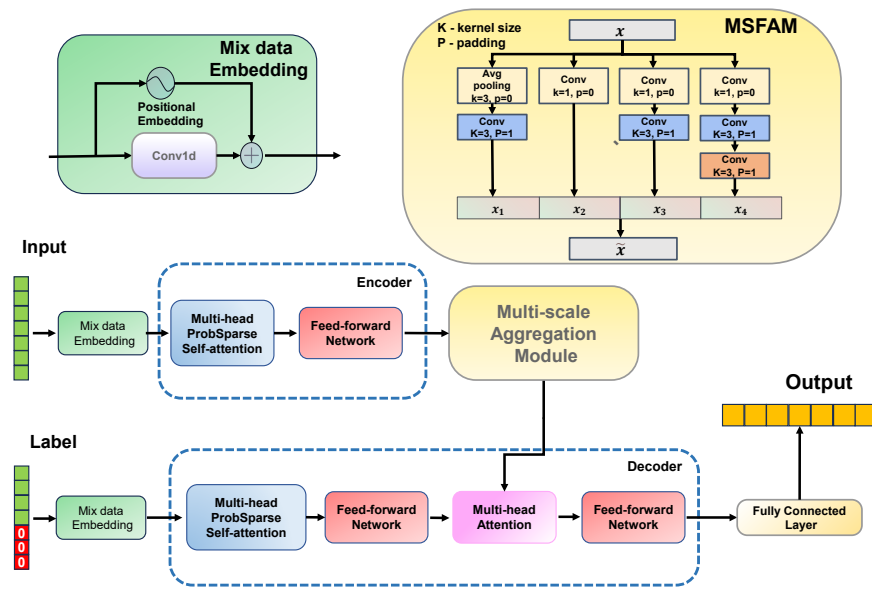 Mix data
Embedding
Positional
Embedding
Conv1d
+
K - kernel size
P - padding
MSFAM
x
Avg
pooling
k=3, p=0
Conv
k=1, p=0
Conv
k=1, p=0
Conv
k=1, p=0
Conv
K=3, P=1
Conv
K=3, P=1
Conv
K=3, P=1
Conv
K=3, P=1
x₁
x₂
x₃
x₄
x̃
Input
Encoder
Mix data
Embedding
Multi-head
ProbSparse
Self-attention
Feed-forward
Network
Multi-scale
Aggregation
Module
Output
Label
Decoder
0
0
0
Mix data
Embedding
Multi-head
ProbSparse
Self-attention
Feed-forward
Network
Multi-head
Attention
Feed-forward
Network
Fully Connected
Layer